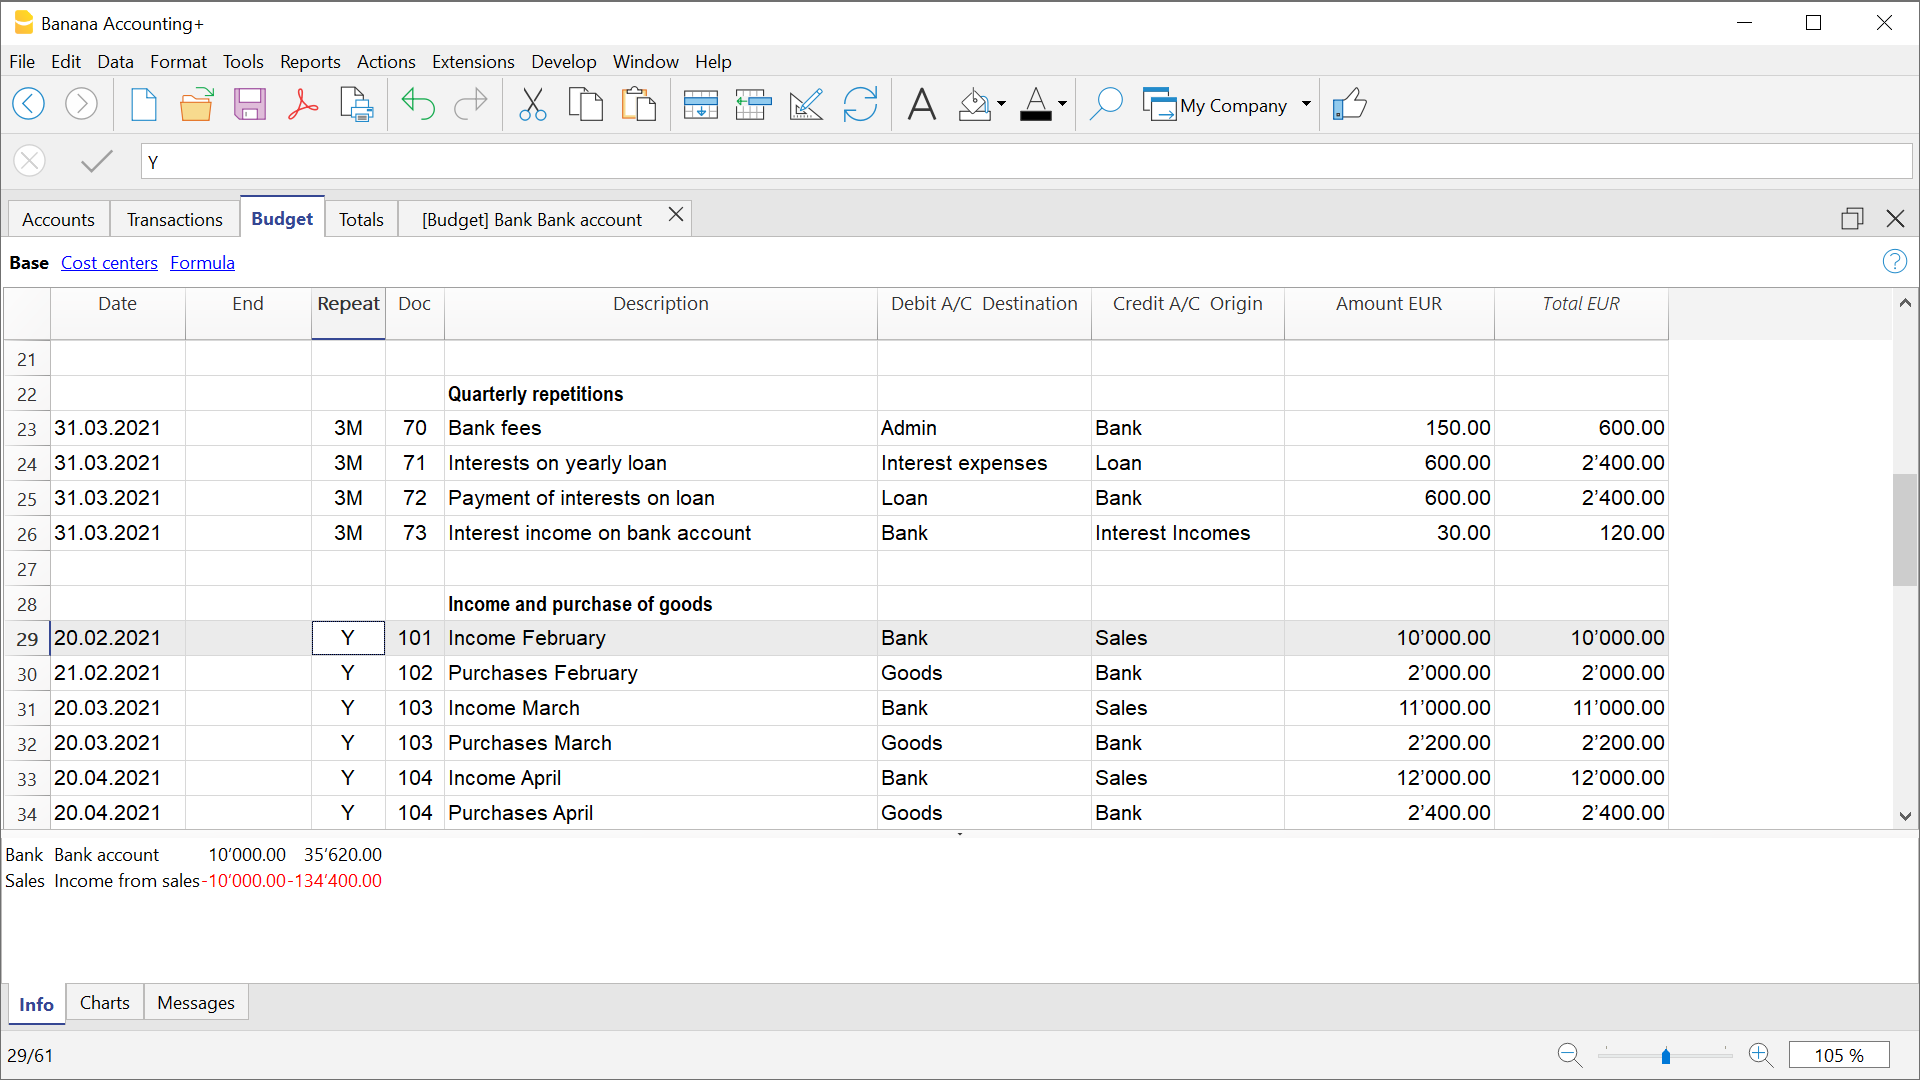 Banana Accounting+
File Edit Data Format Tools Reports Actions Extensions Develop Window Help
My Company
Y
Accounts Transactions Budget Totals [Budget] Bank Bank account
Base Cost centers Formula
Date End Repeat Doc Description Debit A/C Destination Credit A/C Origin Amount EUR Total EUR
21
22 Quarterly repetitions
23 31.03.2021 3M 70 Bank fees Admin Bank 150.00 600.00
24 31.03.2021 3M 71 Interests on yearly loan Interest expenses Loan 600.00 2’400.00
25 31.03.2021 3M 72 Payment of interests on loan Loan Bank 600.00 2’400.00
26 31.03.2021 3M 73 Interest income on bank account Bank Interest Incomes 30.00 120.00
27
28 Income and purchase of goods
29 20.02.2021 Y 101 Income February Bank Sales 10’000.00 10’000.00
30 21.02.2021 Y 102 Purchases February Goods Bank 2’000.00 2’000.00
31 20.03.2021 Y 103 Income March Bank Sales 11’000.00 11’000.00
32 20.03.2021 Y 103 Purchases March Goods Bank 2’200.00 2’200.00
33 20.04.2021 Y 104 Income April Bank Sales 12’000.00 12’000.00
34 20.04.2021 Y 104 Purchases April Goods Bank 2’400.00 2’400.00
Bank Bank account 10’000.00 35’620.00
Sales Income from sales -10’000.00 -134’400.00
Info Charts Messages
29/61 105 %